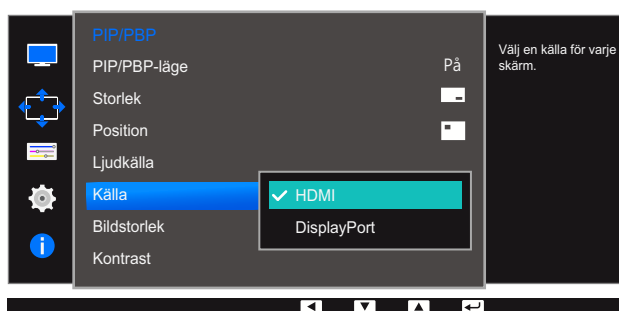 PIP/PBP
PIP/PBP-läge På
Storlek
Position
Ljudkälla
Källa
Bildstorlek
Kontrast
HDMI
DisplayPort
Välj en källa för varje
skärm.